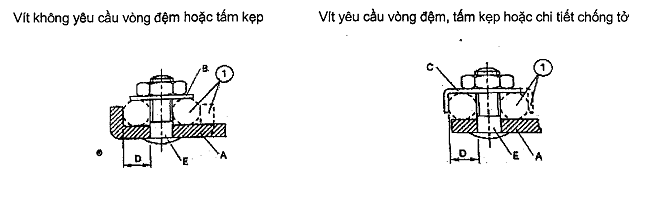 Vít không yêu cầu vòng đệm hoặc tấm kẹp
Vít yêu cầu vòng đệm, tấm kẹp hoặc chi tiết chống tở
B
1
D
E
A
C
1
D
E
A